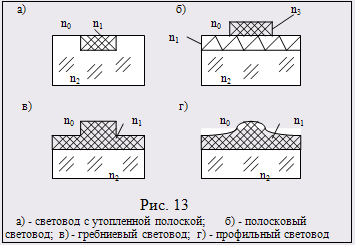 а)
n₀
n₁
n₂
б)
n₀
n₃
n₁
n₂
в)
n₀
n₁
n₂
г)
n₀
n₁
n₂
Рис. 13
а) - световод с утопленной полоской; б) - полосковый
световод; в) - гребниевый световод; г) - профильный световод